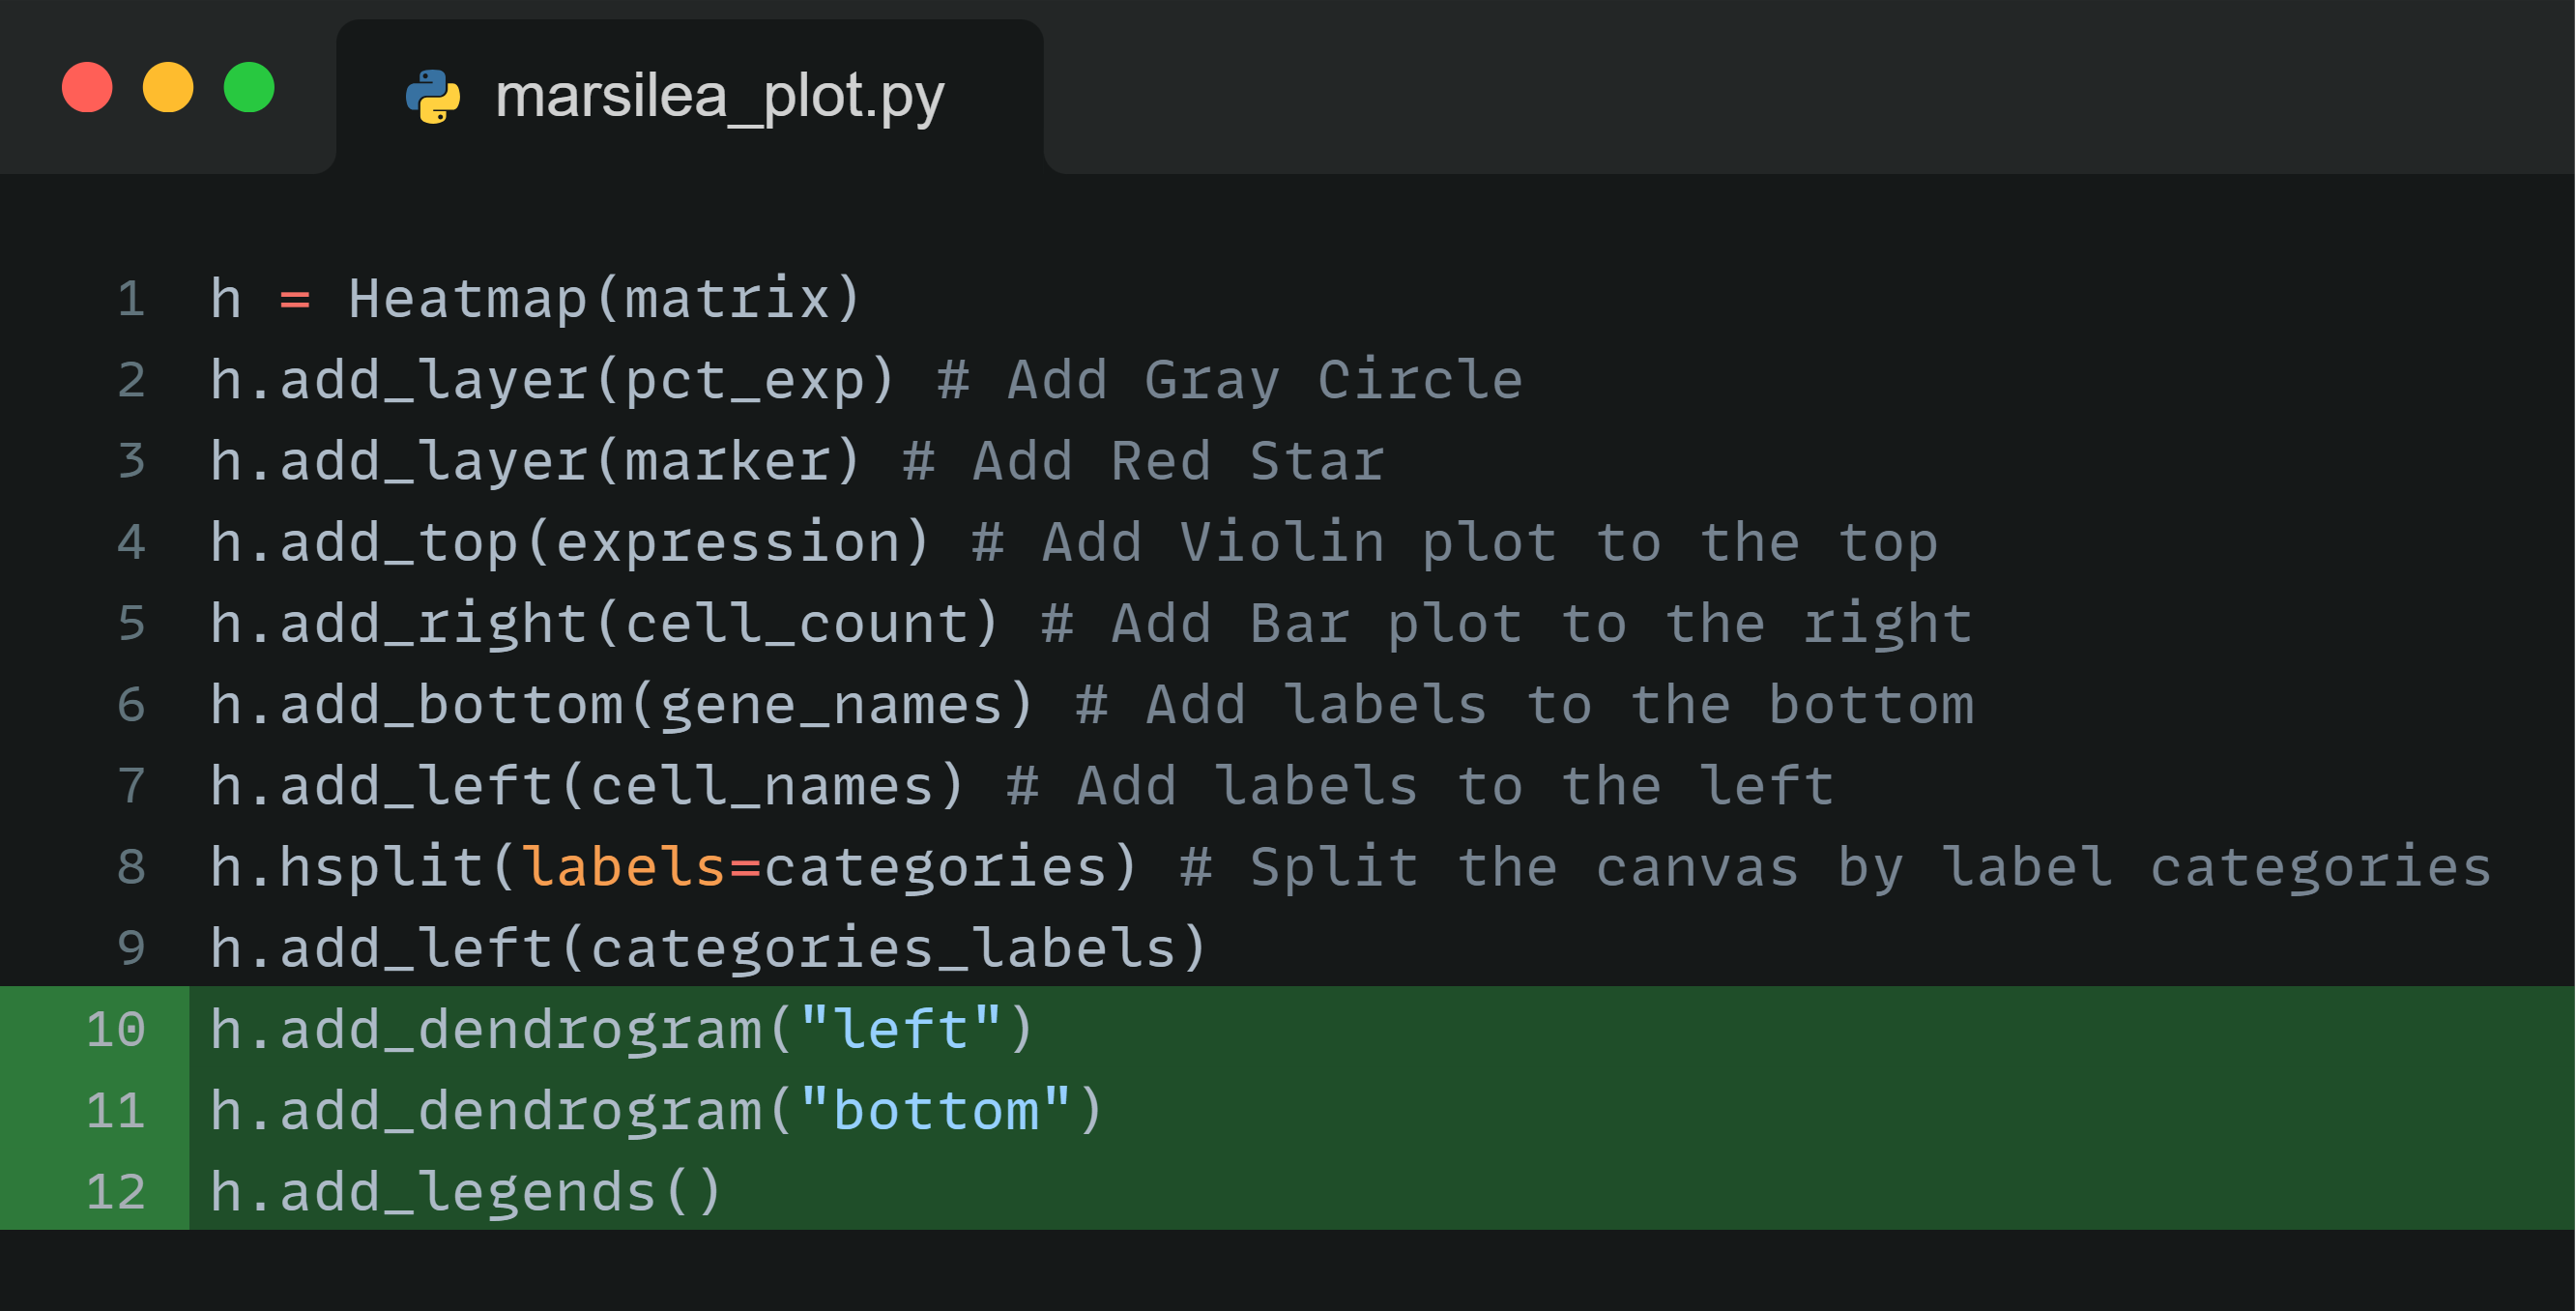 marsilea_plot.py
1 h = Heatmap(matrix)
2 h.add_layer(pct_exp) # Add Gray Circle
3 h.add_layer(marker) # Add Red Star
4 h.add_top(expression) # Add Violin plot to the top
5 h.add_right(cell_count) # Add Bar plot to the right
6 h.add_bottom(gene_names) # Add labels to the bottom
7 h.add_left(cell_names) # Add labels to the left
8 h.hsplit(labels=categories) # Split the canvas by label categories
9 h.add_left(categories_labels)
10 h.add_dendrogram("left")
11 h.add_dendrogram("bottom")
12 h.add_legends()